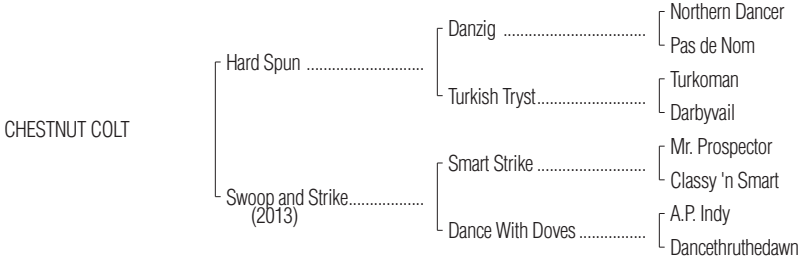 Northern Dancer
Danzig ................................
Pas de Nom
Hard Spun ..........................
Turkoman
Turkish Tryst........................
Darbyvail
CHESTNUT COLT
Mr. Prospector
Smart Strike ........................
Classy 'n Smart
Swoop and Strike.................
(2013)
A.P. Indy
Dance With Doves ...............
Dancethruthedawn